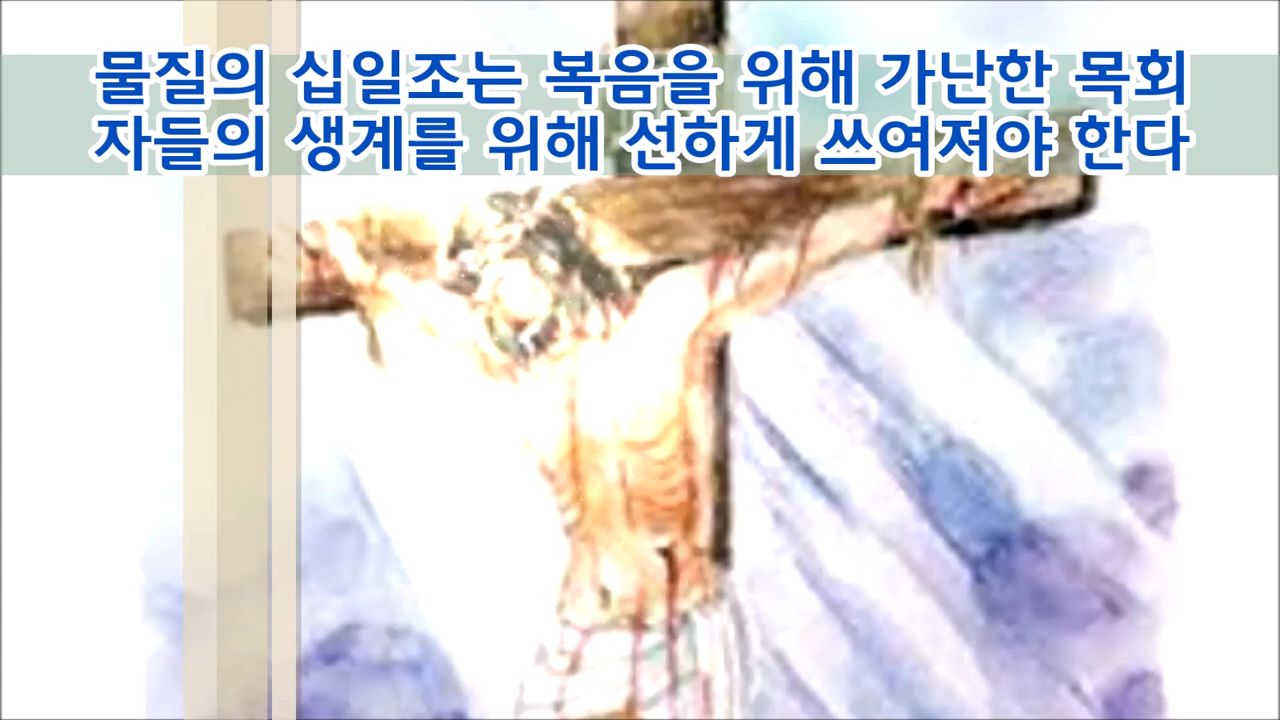 물질의 십일조는 복음을 위해 가난한 목회
자들의 생계를 위해 선하게 쓰여져야 한다